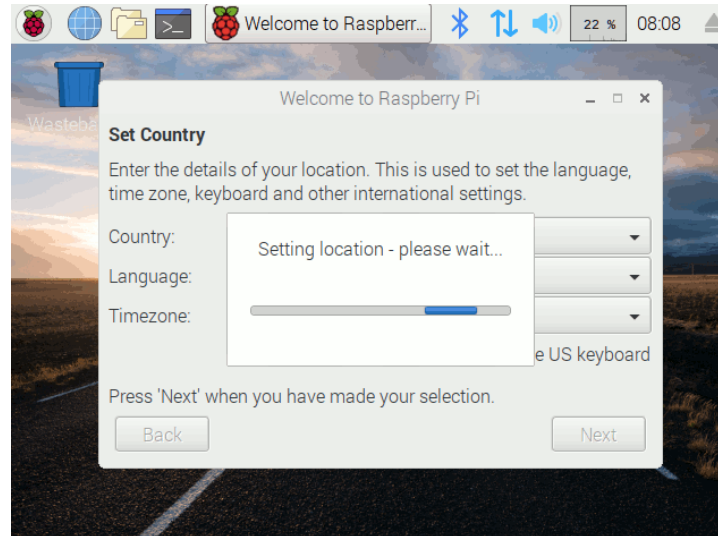 Welcome to Raspberr...
22 %
08:08
Welcome to Raspberry Pi
Set Country
Enter the details of your location. This is used to set the language,
time zone, keyboard and other international settings.
Country:
Setting location - please wait...
Language:
Timezone:
US keyboard
Press 'Next' when you have made your selection.
Back
Next